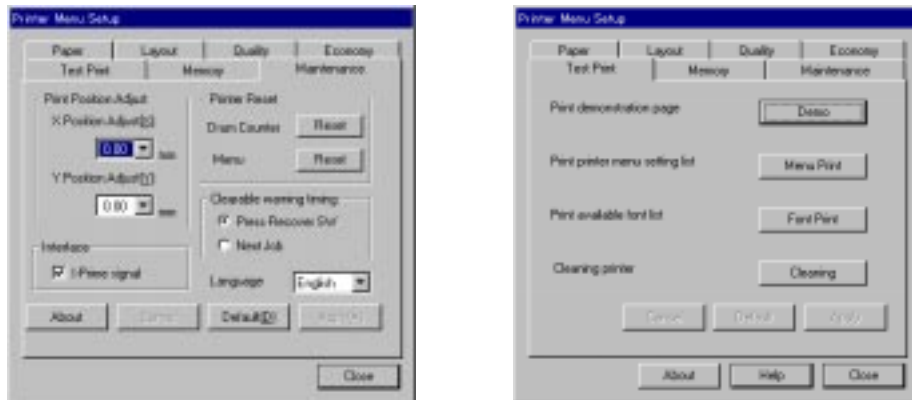 Printer Menu Setup
Paper Layout Quality Economy
Test Print Memory Maintenance
Print Position Adjust
X Position Adjust(X)
0.00 mm
Y Position Adjust(Y)
0.00 mm
Interface
I-Prime signal
Printer Reset
Drum Counter Reset
Menu Reset
Clearable warning timing
Press Recover SW
Next Job
Language English
About Cancel Default(D) Apply(A)
Close
Printer Menu Setup
Paper Layout Quality Economy
Test Print Memory Maintenance
Print demonstration page Demo
Print printer menu setting list Menu Print
Print available font list Font Print
Cleaning printer Cleaning
Cancel Default Apply
About Help Close